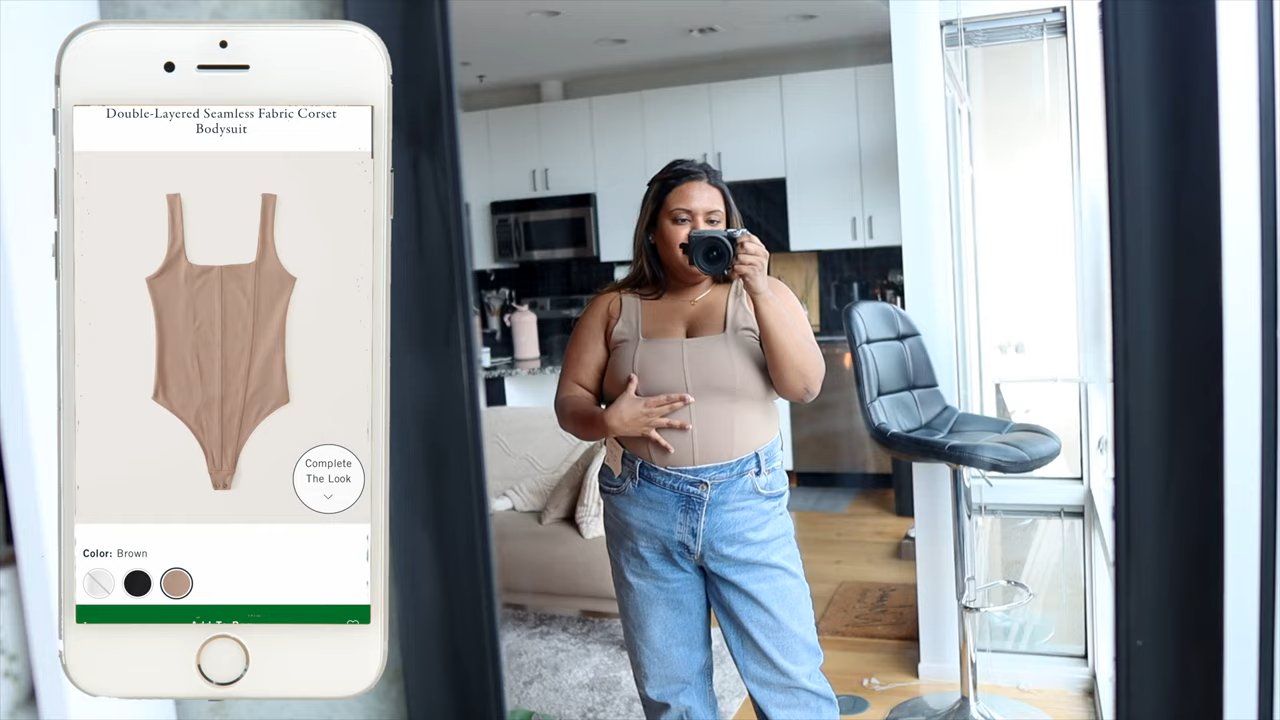 Double-Layered Seamless Fabric Corset
Bodysuit
Complete
The Look
Color: Brown